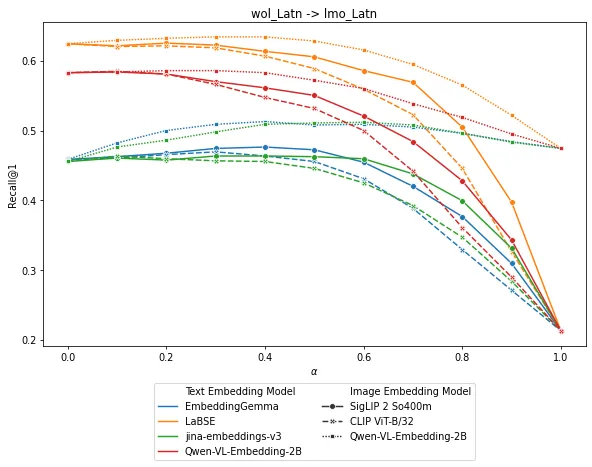 wol_Latn -> lmo_Latn
Recall@1
0.6
0.5
0.4
0.3
0.2
0.0 0.2 0.4 0.6 0.8 1.0
α
Text Embedding Model Image Embedding Model
EmbeddingGemma SigLIP 2 So400m
LaBSE CLIP ViT-B/32
jina-embeddings-v3 Qwen-VL-Embedding-2B
Qwen-VL-Embedding-2B